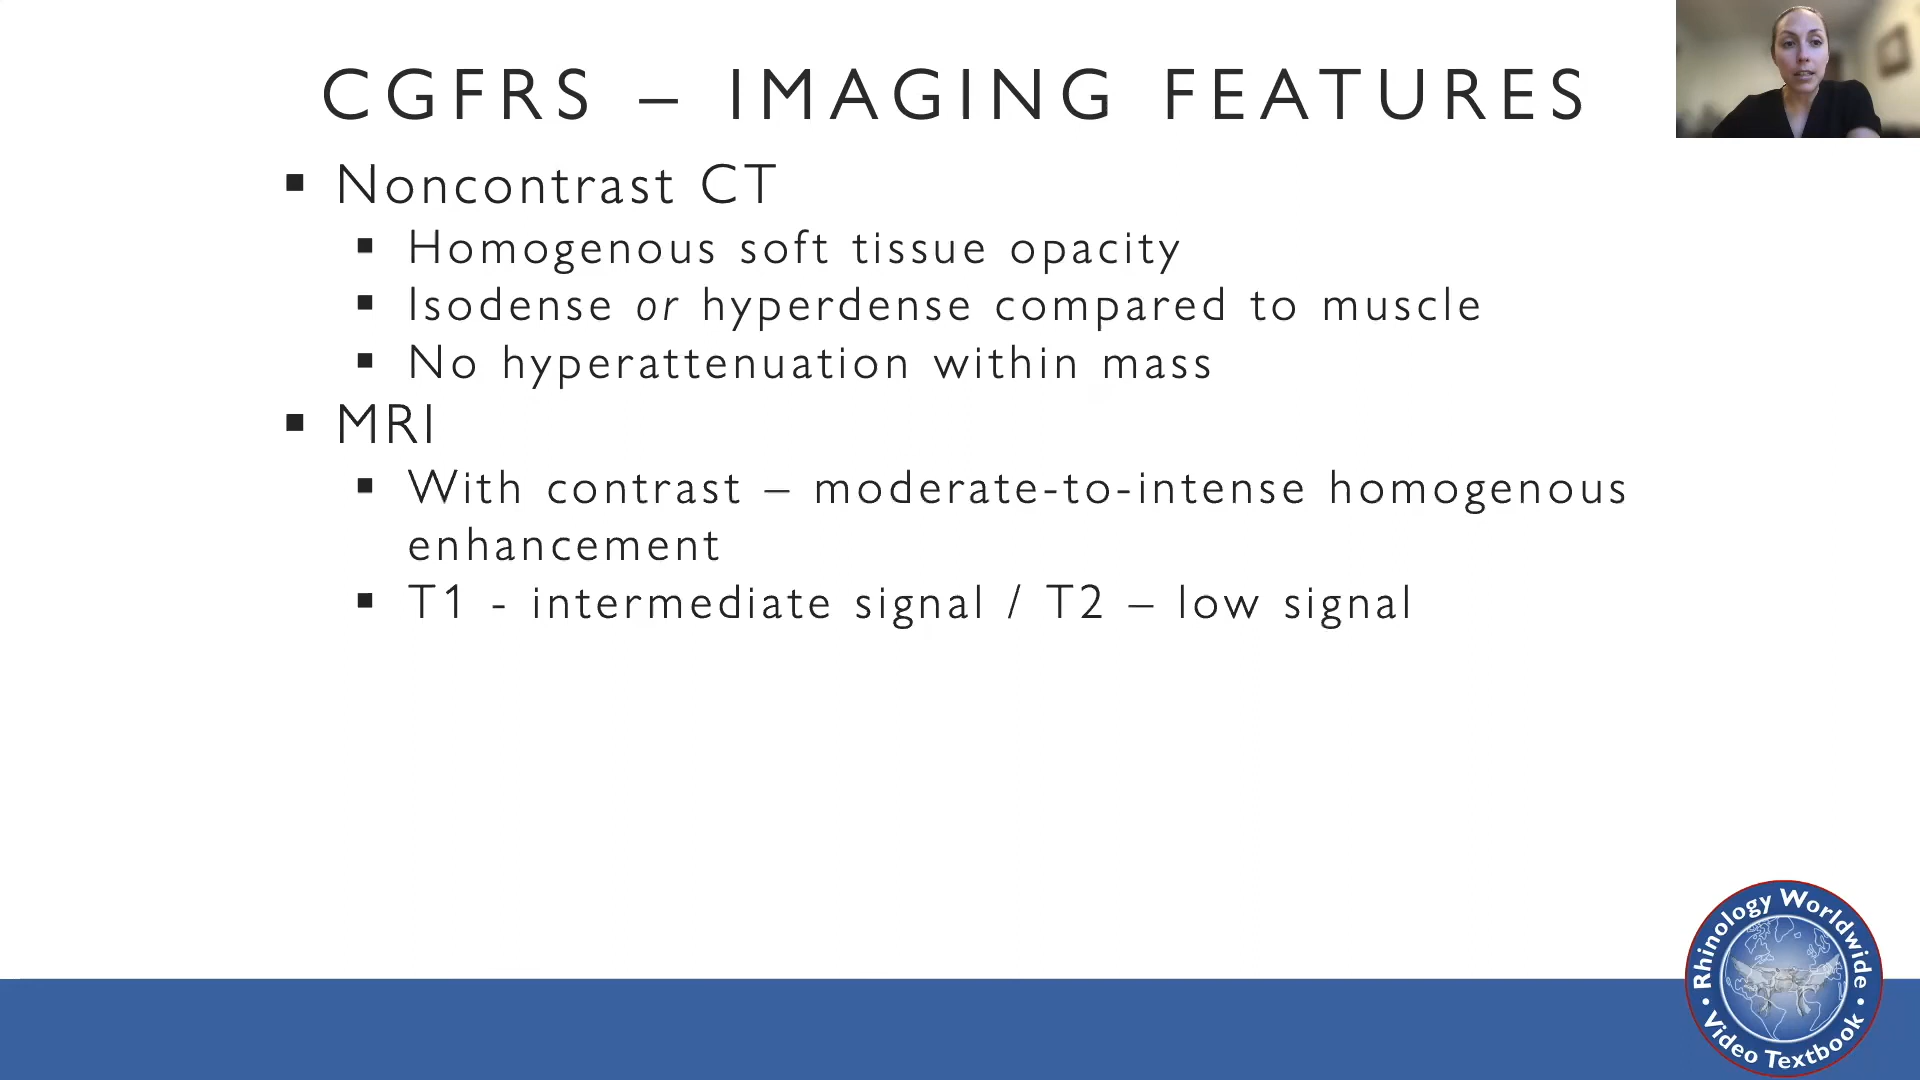 CGFRS – IMAGING FEATURES
▪ Noncontrast CT
▪ Homogenous soft tissue opacity
▪ Isodense or hyperdense compared to muscle
▪ No hyperattenuation within mass
▪ MRI
▪ With contrast – moderate-to-intense homogenous
enhancement
▪ T1 - intermediate signal / T2 – low signal
Rhinology Worldwide
• Video Textbook •